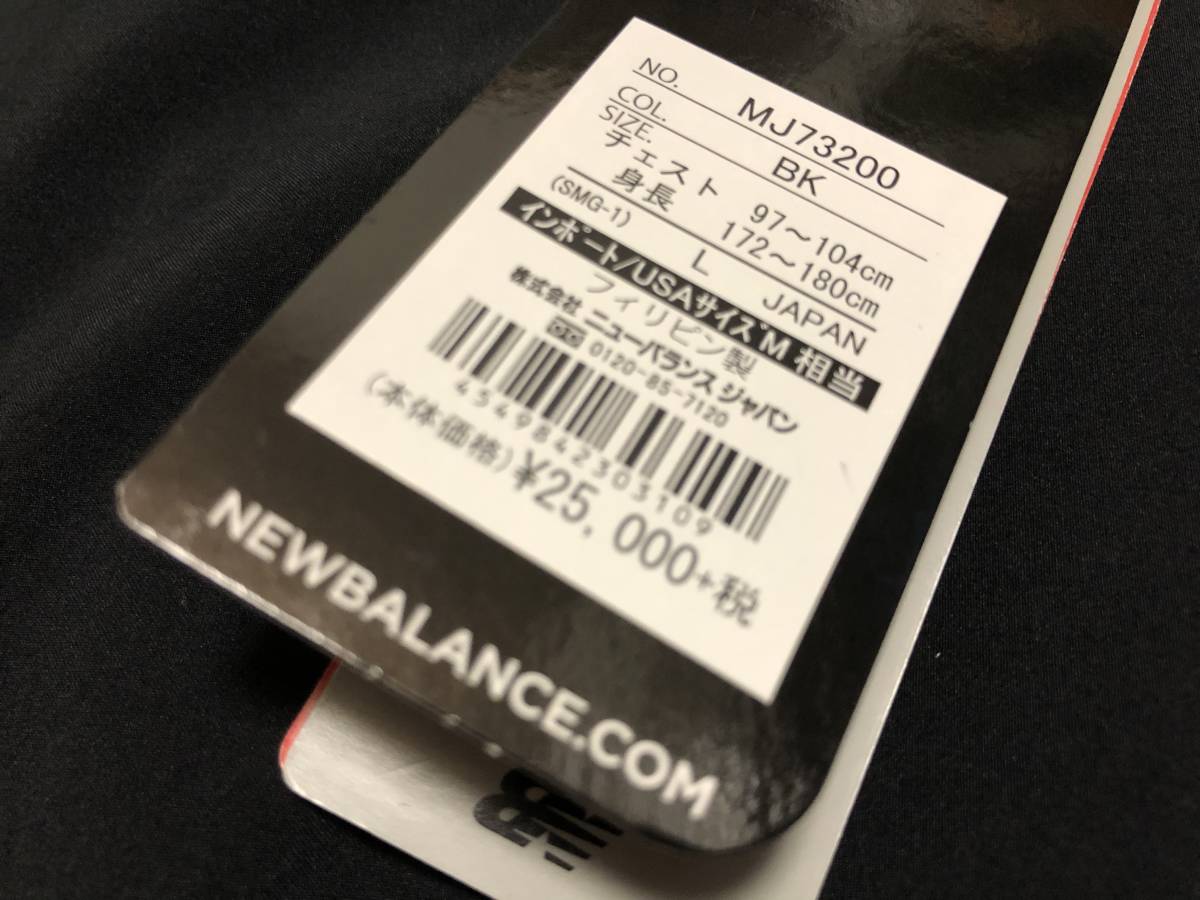 NO. MJ73200
COL. BK
SIZE.
チェスト 97～104cm
身長 172～180cm
(SMG-1) L JAPAN
インポート/USAサイズM 相当
フィリピン製
株式会社 ニューバランス ジャパン
0120-85-7120
4549842303109
(本体価格)¥25,000+税
NEWBALANCE.COM